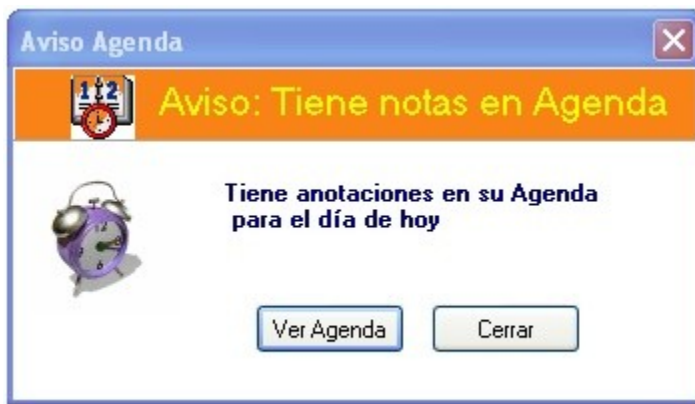 Aviso Agenda
Aviso: Tiene notas en Agenda
Tiene anotaciones en su Agenda
para el día de hoy
Ver Agenda
Cerrar